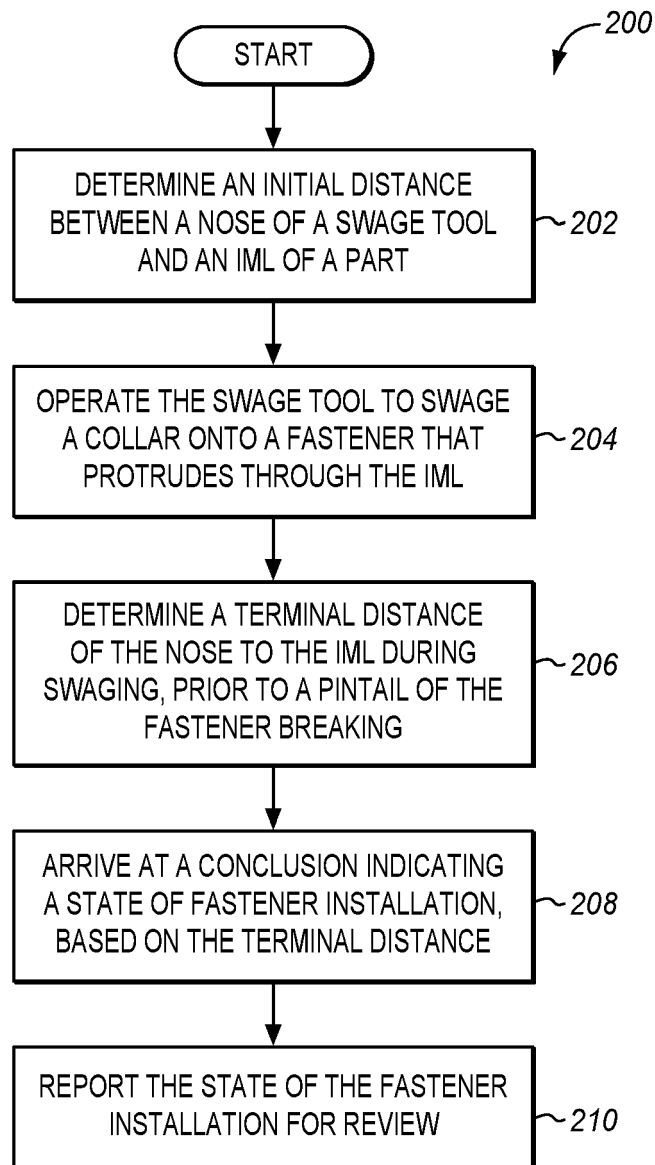 200
START
DETERMINE AN INITIAL DISTANCE
BETWEEN A NOSE OF A SWAGE TOOL
AND AN IML OF A PART
202
OPERATE THE SWAGE TOOL TO SWAGE
A COLLAR ONTO A FASTENER THAT
PROTRUDES THROUGH THE IML
204
DETERMINE A TERMINAL DISTANCE
OF THE NOSE TO THE IML DURING
SWAGING, PRIOR TO A PINTAIL OF THE
FASTENER BREAKING
206
ARRIVE AT A CONCLUSION INDICATING
A STATE OF FASTENER INSTALLATION,
BASED ON THE TERMINAL DISTANCE
208
REPORT THE STATE OF THE FASTENER
INSTALLATION FOR REVIEW
210